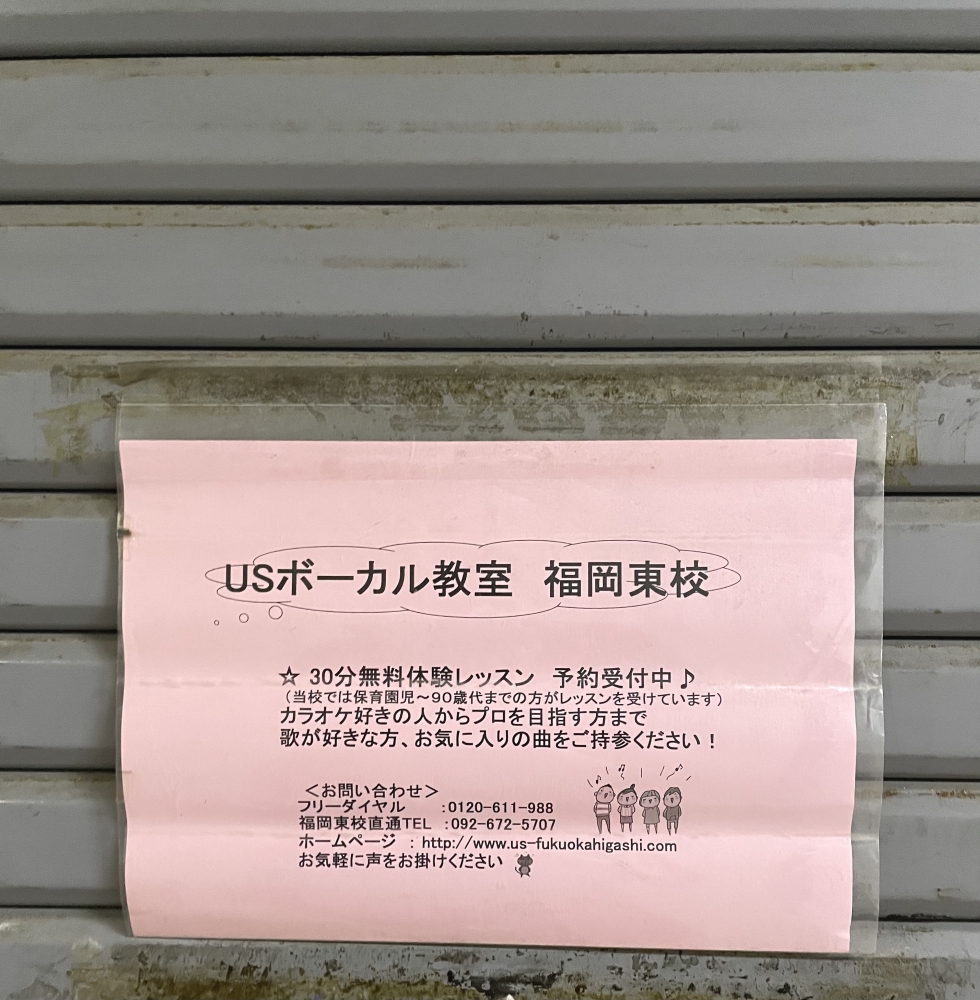 USボーカル教室　福岡東校
☆ 30分無料体験レッスン　予約受付中♪
（当校では保育園児～90歳代までの方がレッスンを受けています）
カラオケ好きの人からプロを目指す方まで
歌が好きな方、お気に入りの曲をご持参ください！
＜お問い合わせ＞
フリーダイヤル　　：0120-611-988
福岡東校直通TEL　：092-672-5707
ホームページ　：http://www.us-fukuokahigashi.com
お気軽に声をお掛けください